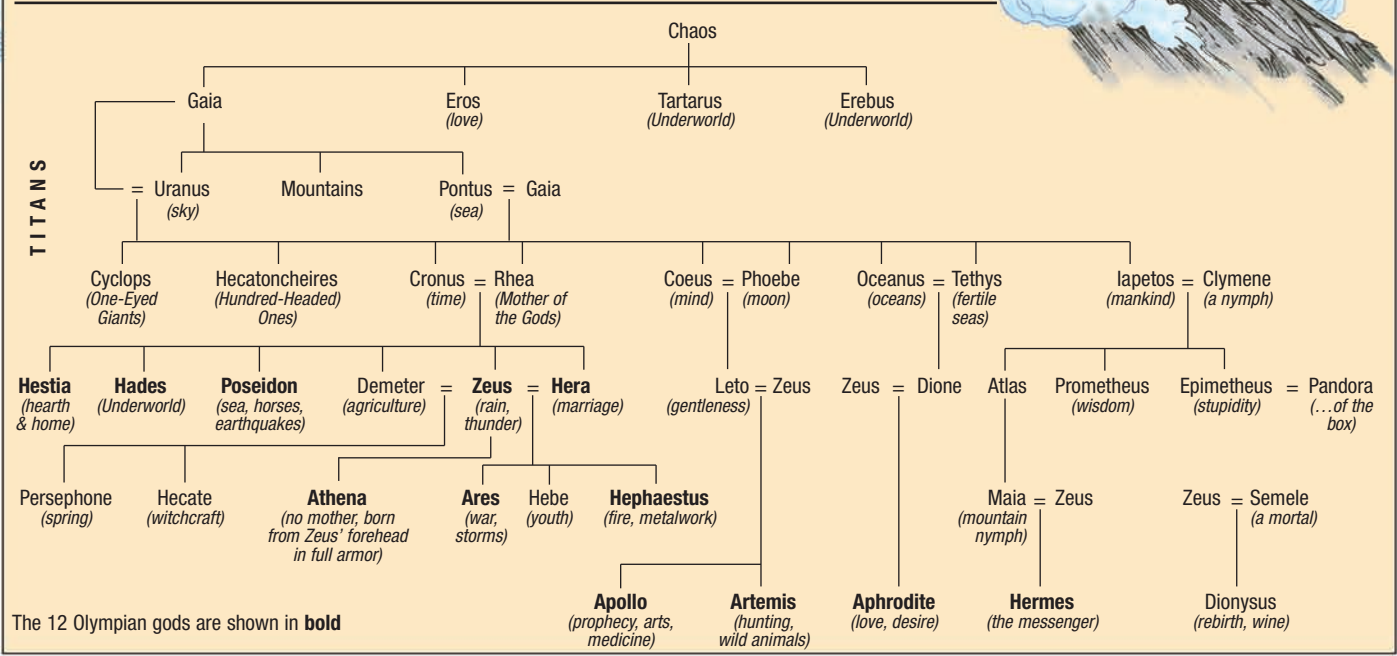 Chaos
Gaia
Eros
(love)
Tartarus
(Underworld)
Erebus
(Underworld)
TITANS
= Uranus
(sky)
Mountains
Pontus = Gaia
(sea)
Cyclops
(One-Eyed
Giants)
Hecatoncheires
(Hundred-Headed)
Ones)
Cronus = Rhea
(time)
(Mother of
the Gods)
Coeus = Phoebe
(mind)
(moon)
Oceanus = Tethys
(oceans)
(fertile
seas)
Iapetos = Clymene
(mankind)
(a nymph)
Hestia
(hearth
& home)
Hades
(Underworld)
Poseidon
(sea, horses,
earthquakes)
Demeter = Zeus = Hera
(agriculture)
(rain,
thunder)
(marriage)
Leto = Zeus
(gentleness)
Zeus = Dione
Atlas
Prometheus
(wisdom)
Epimetheus = Pandora
(stupidity)
(…of the
box)
Persephone
(spring)
Hecate
(witchcraft)
Athena
(no mother, born
from Zeus’ forehead
in full armor)
Ares
(war,
storms)
Hebe
(youth)
Hephaestus
(fire, metalwork)
Maia = Zeus
(mountain
nymph)
Zeus = Semele
(a mortal)
Apollo
(prophecy, arts,
medicine)
Artemis
(hunting,
wild animals)
Aphrodite
(love, desire)
Hermes
(the messenger)
Dionysus
(rebirth, wine)
The 12 Olympian gods are shown in bold